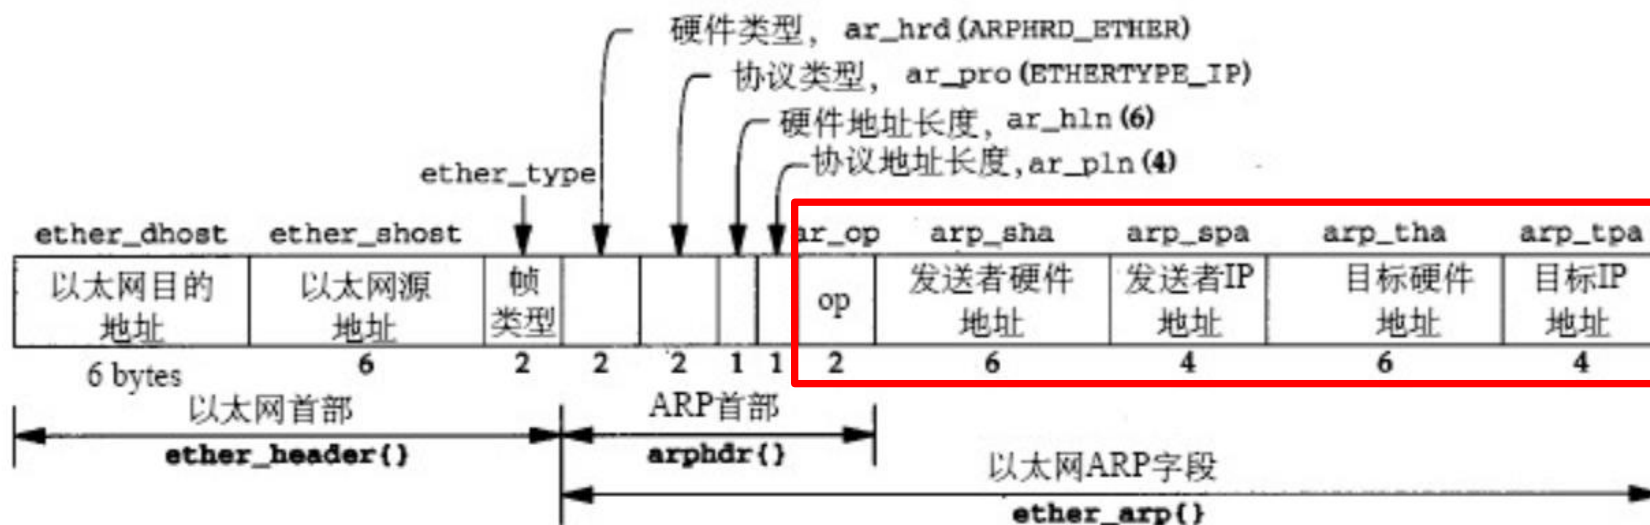 硬件类型, ar_hrd(ARPHRD_ETHER)
协议类型, ar_pro(ETHERTYPE_IP)
硬件地址长度, ar_hln(6)
协议地址长度,ar_pln(4)
ether_type
ether_dhost ether_shost ar_op arp_sha arp_spa arp_tha arp_tpa
以太网目的 以太网源 帧 op 发送者硬件 发送者IP 目标硬件 目标IP
地址 地址 类型 地址 地址 地址 地址
6 bytes 6 2 2 2 1 1 2 6 4 6 4
以太网首部 ARP首部
ether_header{} arphdr{}
以太网ARP字段
ether_arp{}